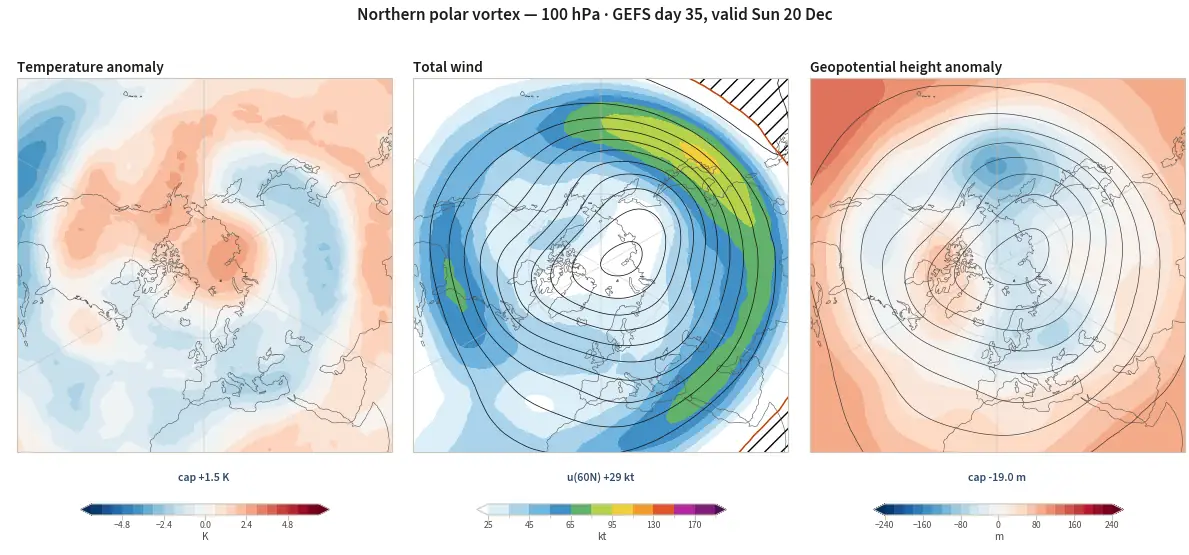 Northern polar vortex — 100 hPa · GEFS day 35, valid Sun 20 Dec
Temperature anomaly
Total wind
Geopotential height anomaly
cap +1.5 K
u(60N) +29 kt
cap -19.0 m
−4.8 −2.4 0.0 2.4 4.8
K
25 45 65 95 130 170
kt
−240 −160 −80 0 80 160 240
m